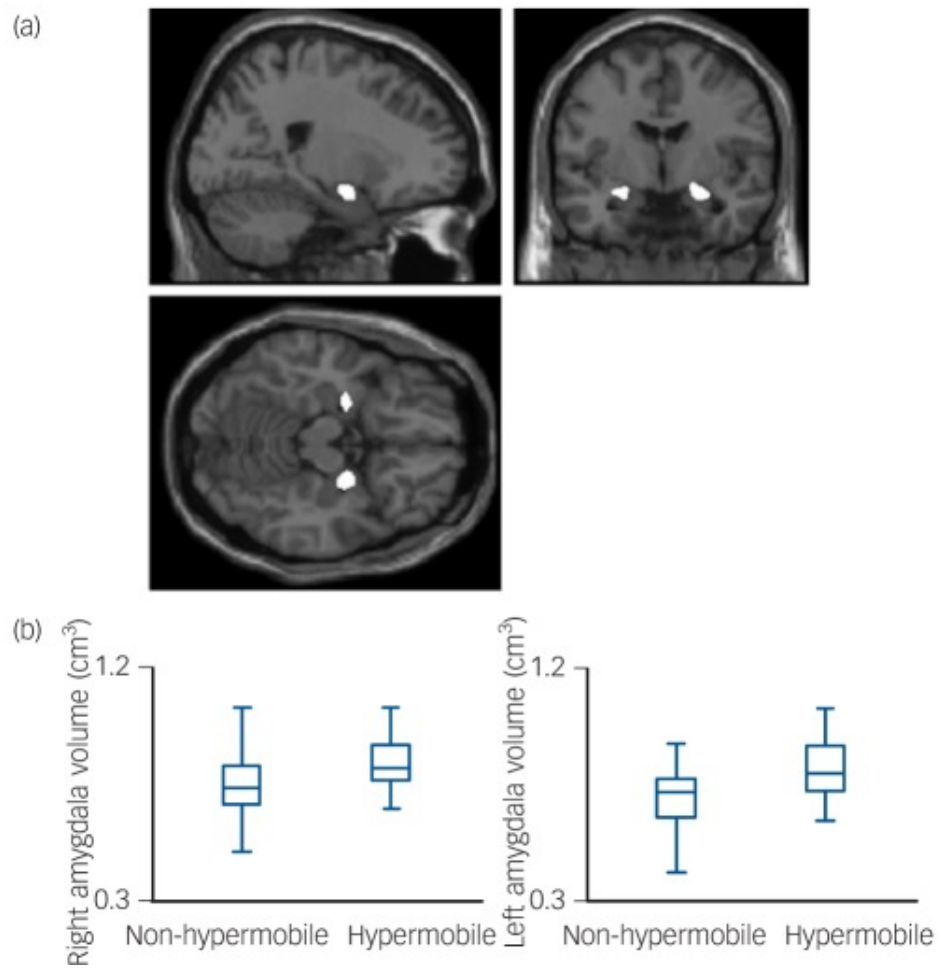 (a)
(b)
Right amygdala volume (cm³)
1.2
0.3
Non-hypermobile
Hypermobile
Left amygdala volume (cm³)
1.2
0.3
Non-hypermobile
Hypermobile